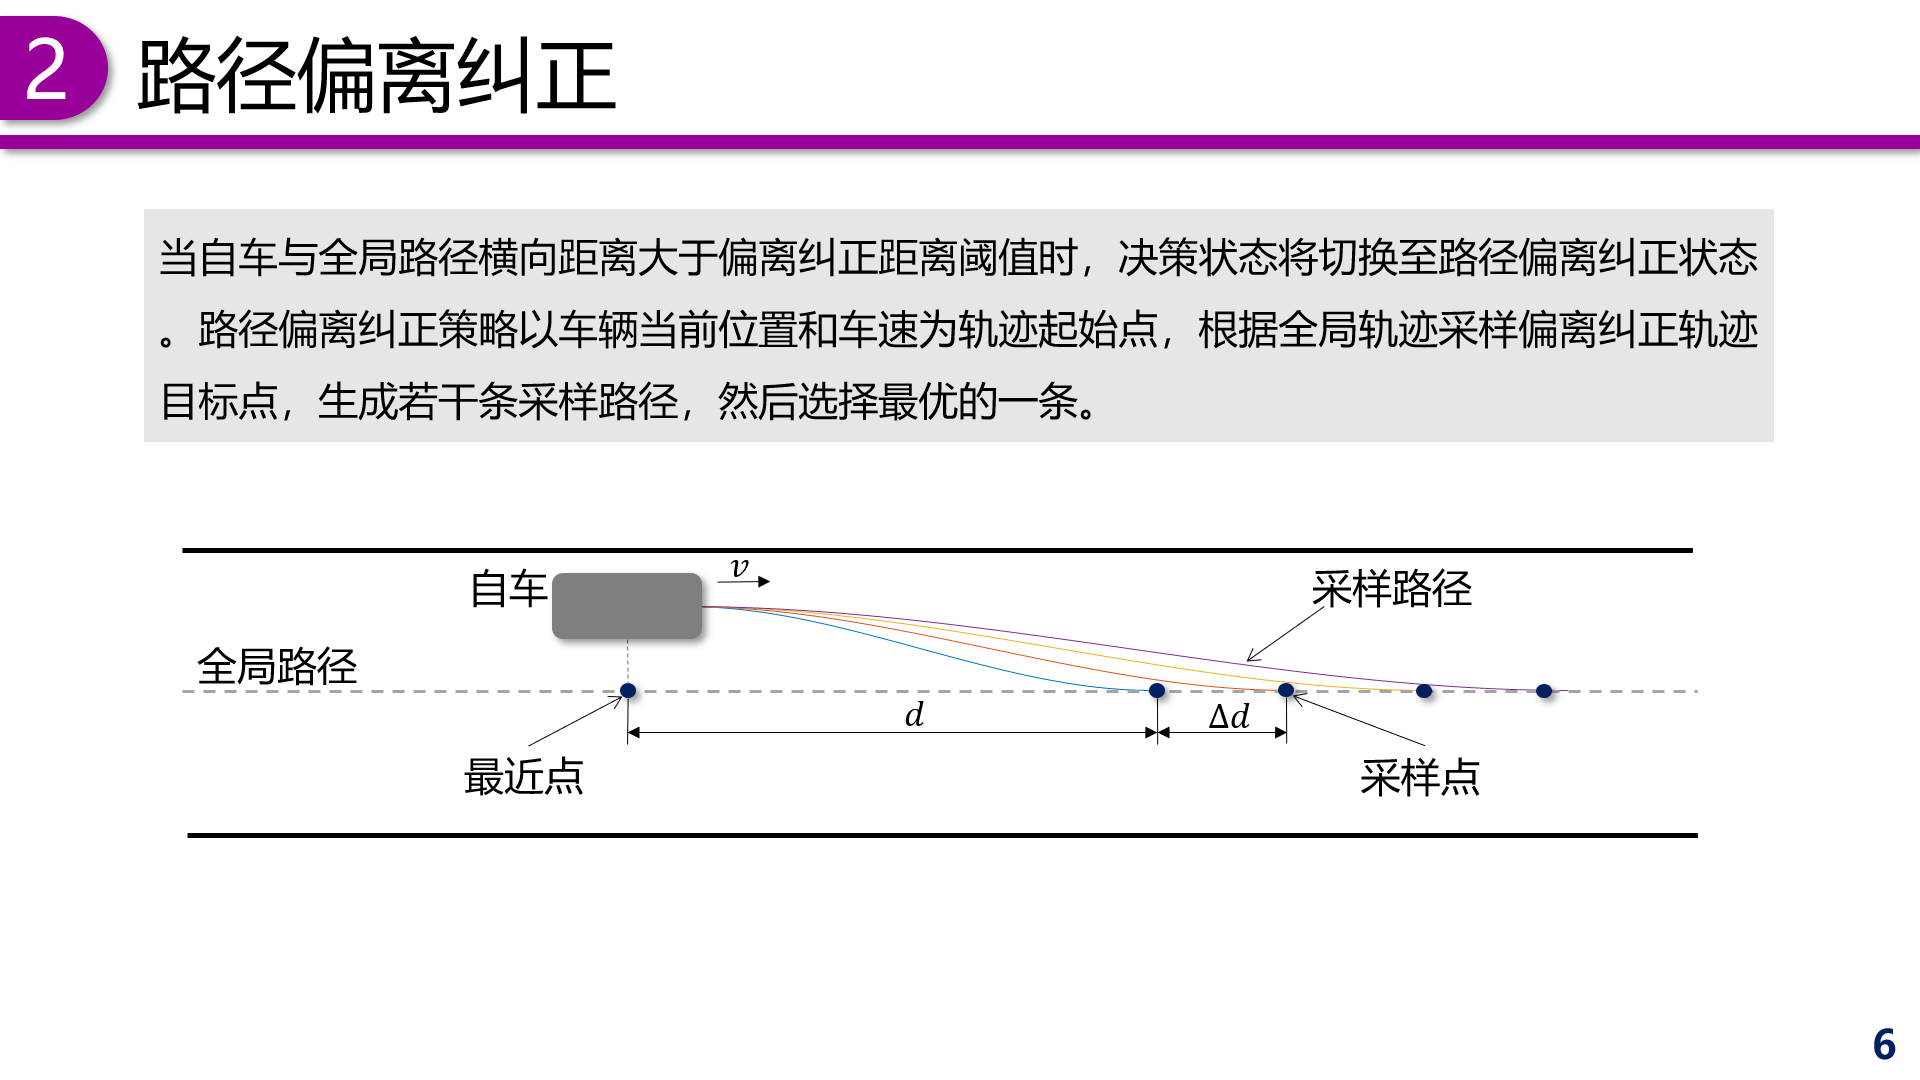 2
路径偏离纠正
当自车与全局路径横向距离大于偏离纠正距离阈值时，决策状态将切换至路径偏离纠正状态
。路径偏离纠正策略以车辆当前位置和车速为轨迹起始点，根据全局轨迹采样偏离纠正轨迹
目标点，生成若干条采样路径，然后选择最优的一条。
v
自车
采样路径
全局路径
d
Δd
最近点
采样点
6